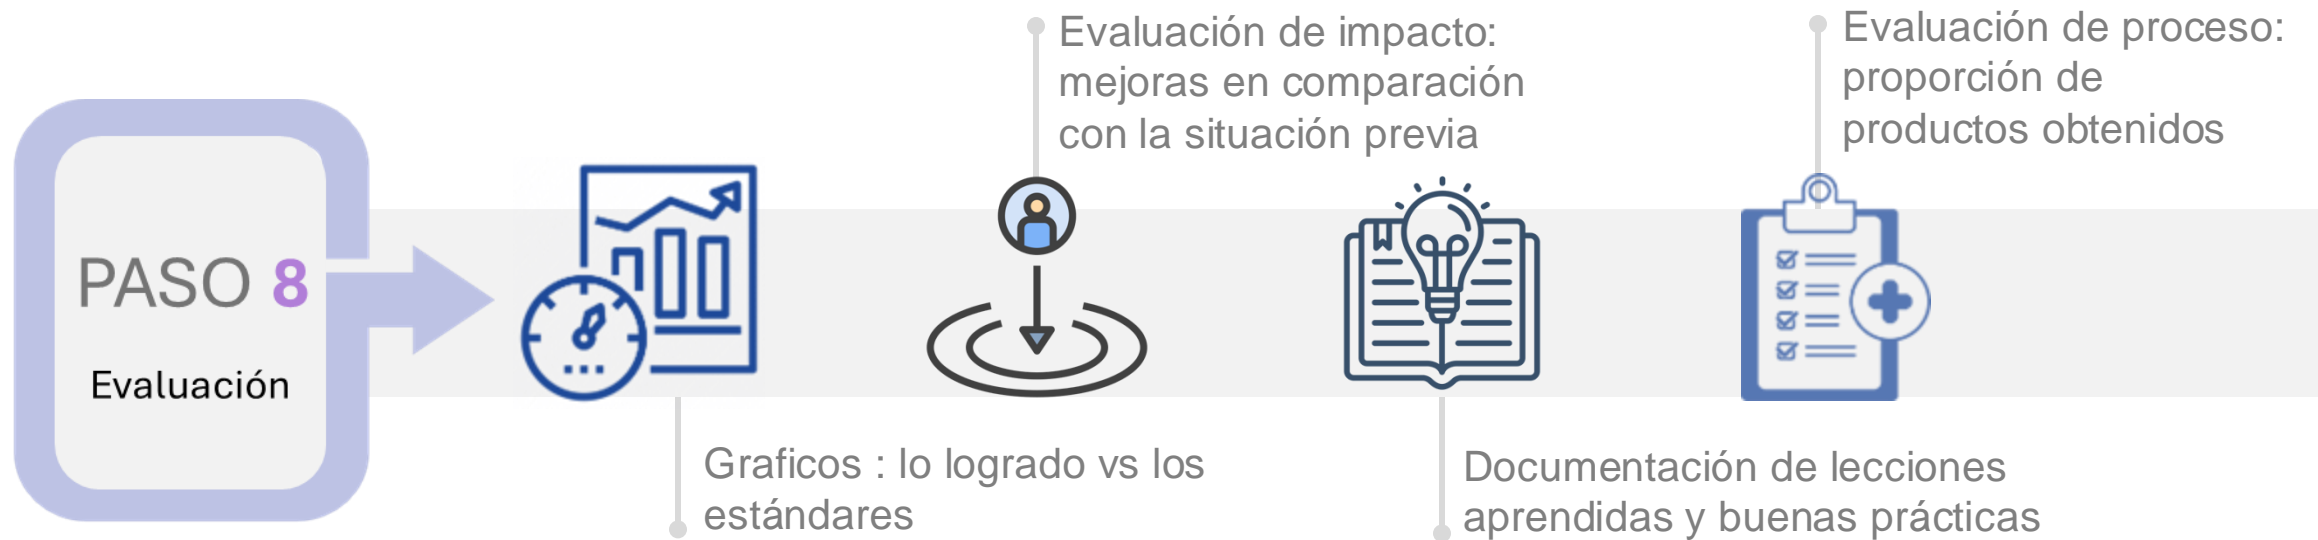 PASO 8
Evaluación
Graficos : lo logrado vs los
estándares
Evaluación de impacto:
mejoras en comparación
con la situación previa
Documentación de lecciones
aprendidas y buenas prácticas
Evaluación de proceso:
proporción de
productos obtenidos